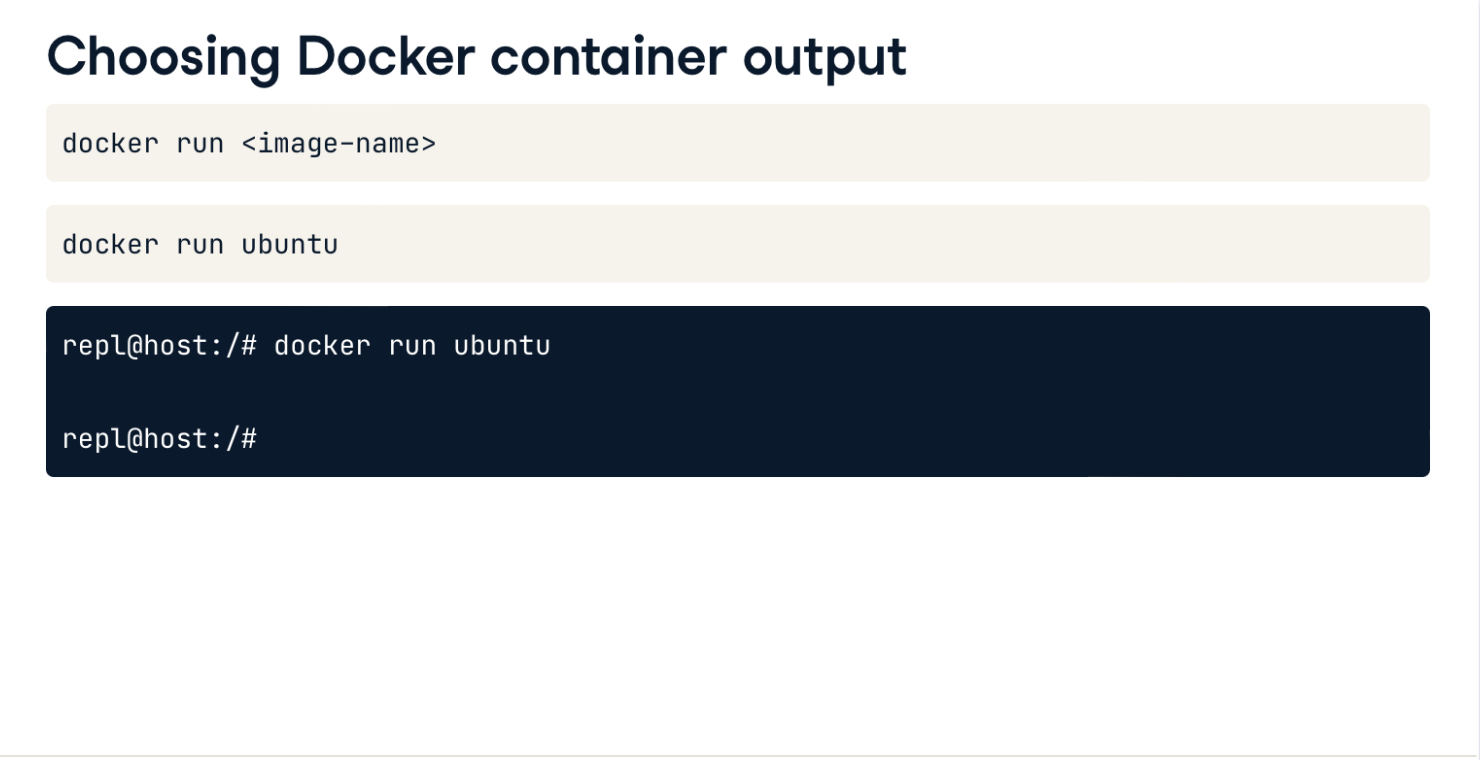 Choosing Docker container output
docker run <image-name>
docker run ubuntu
repl@host:/# docker run ubuntu
repl@host:/#